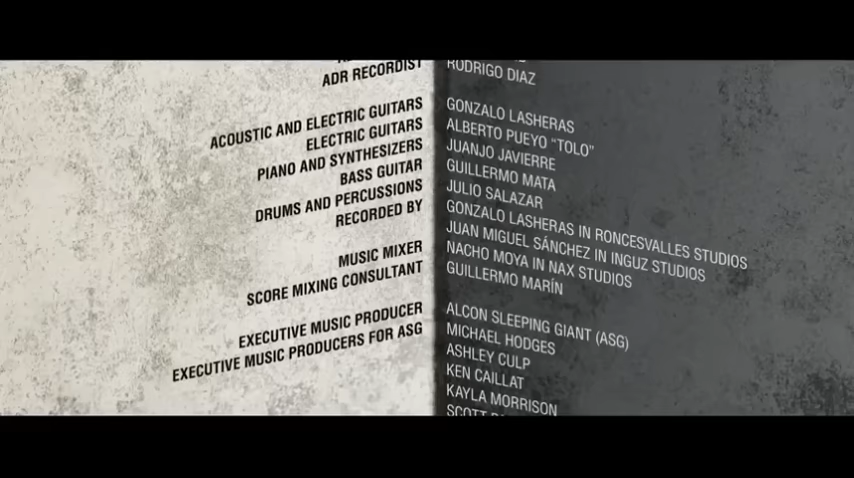 ADR RECORDIST RODRIGO DIAZ
ACOUSTIC AND ELECTRIC GUITARS GONZALO LASHERAS
ELECTRIC GUITARS ALBERTO PUEYO “TOLO”
PIANO AND SYNTHESIZERS JUANJO JAVIERRE
BASS GUITAR GUILLERMO MATA
DRUMS AND PERCUSSIONS JULIO SALAZAR
RECORDED BY GONZALO LASHERAS IN RONCESVALLES STUDIOS
JUAN MIGUEL SÁNCHEZ IN INGUZ STUDIOS
MUSIC MIXER NACHO MOYA IN NAX STUDIOS
SCORE MIXING CONSULTANT GUILLERMO MARÍN
EXECUTIVE MUSIC PRODUCER ALCON SLEEPING GIANT (ASG)
EXECUTIVE MUSIC PRODUCERS FOR ASG MICHAEL HODGES
ASHLEY CULP
KEN CAILLAT
KAYLA MORRISON
SCOTT